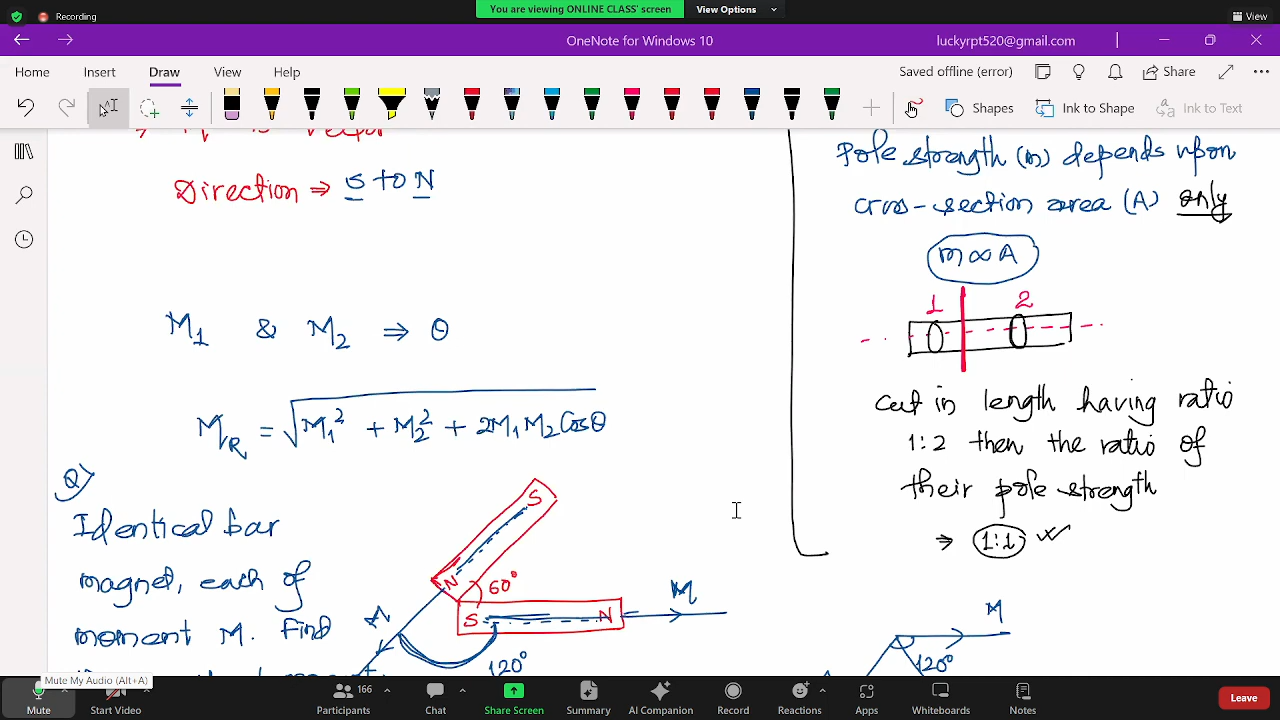 Recording
You are viewing ONLINE CLASS' screen
View Options
View
OneNote for Windows 10
luckyrpt520@gmail.com
Home Insert Draw View Help
Saved offline (error)
Share
Shapes
Ink to Shape
Ink to Text
is vector
Direction ⇒ S to N
M1 & M2 ⇒ θ
MR = √M1² + M2² + 2M1 M2 Cosθ
Q)
Identical bar
magnet, each of
moment M. Find
S
N
60°
S N
M
120°
Pole strength (m) depends upon
cross-section area (A) only
m ∝ A
1 2
cut in length having ratio
1:2 then the ratio of
their pole strength
⇒ 1:1
M
120°
Mute My Audio (Alt+A)
Mute
Start Video
Participants
166
Chat
Share Screen
Summary
AI Companion
Record
Reactions
Apps
Whiteboards
Notes
Leave